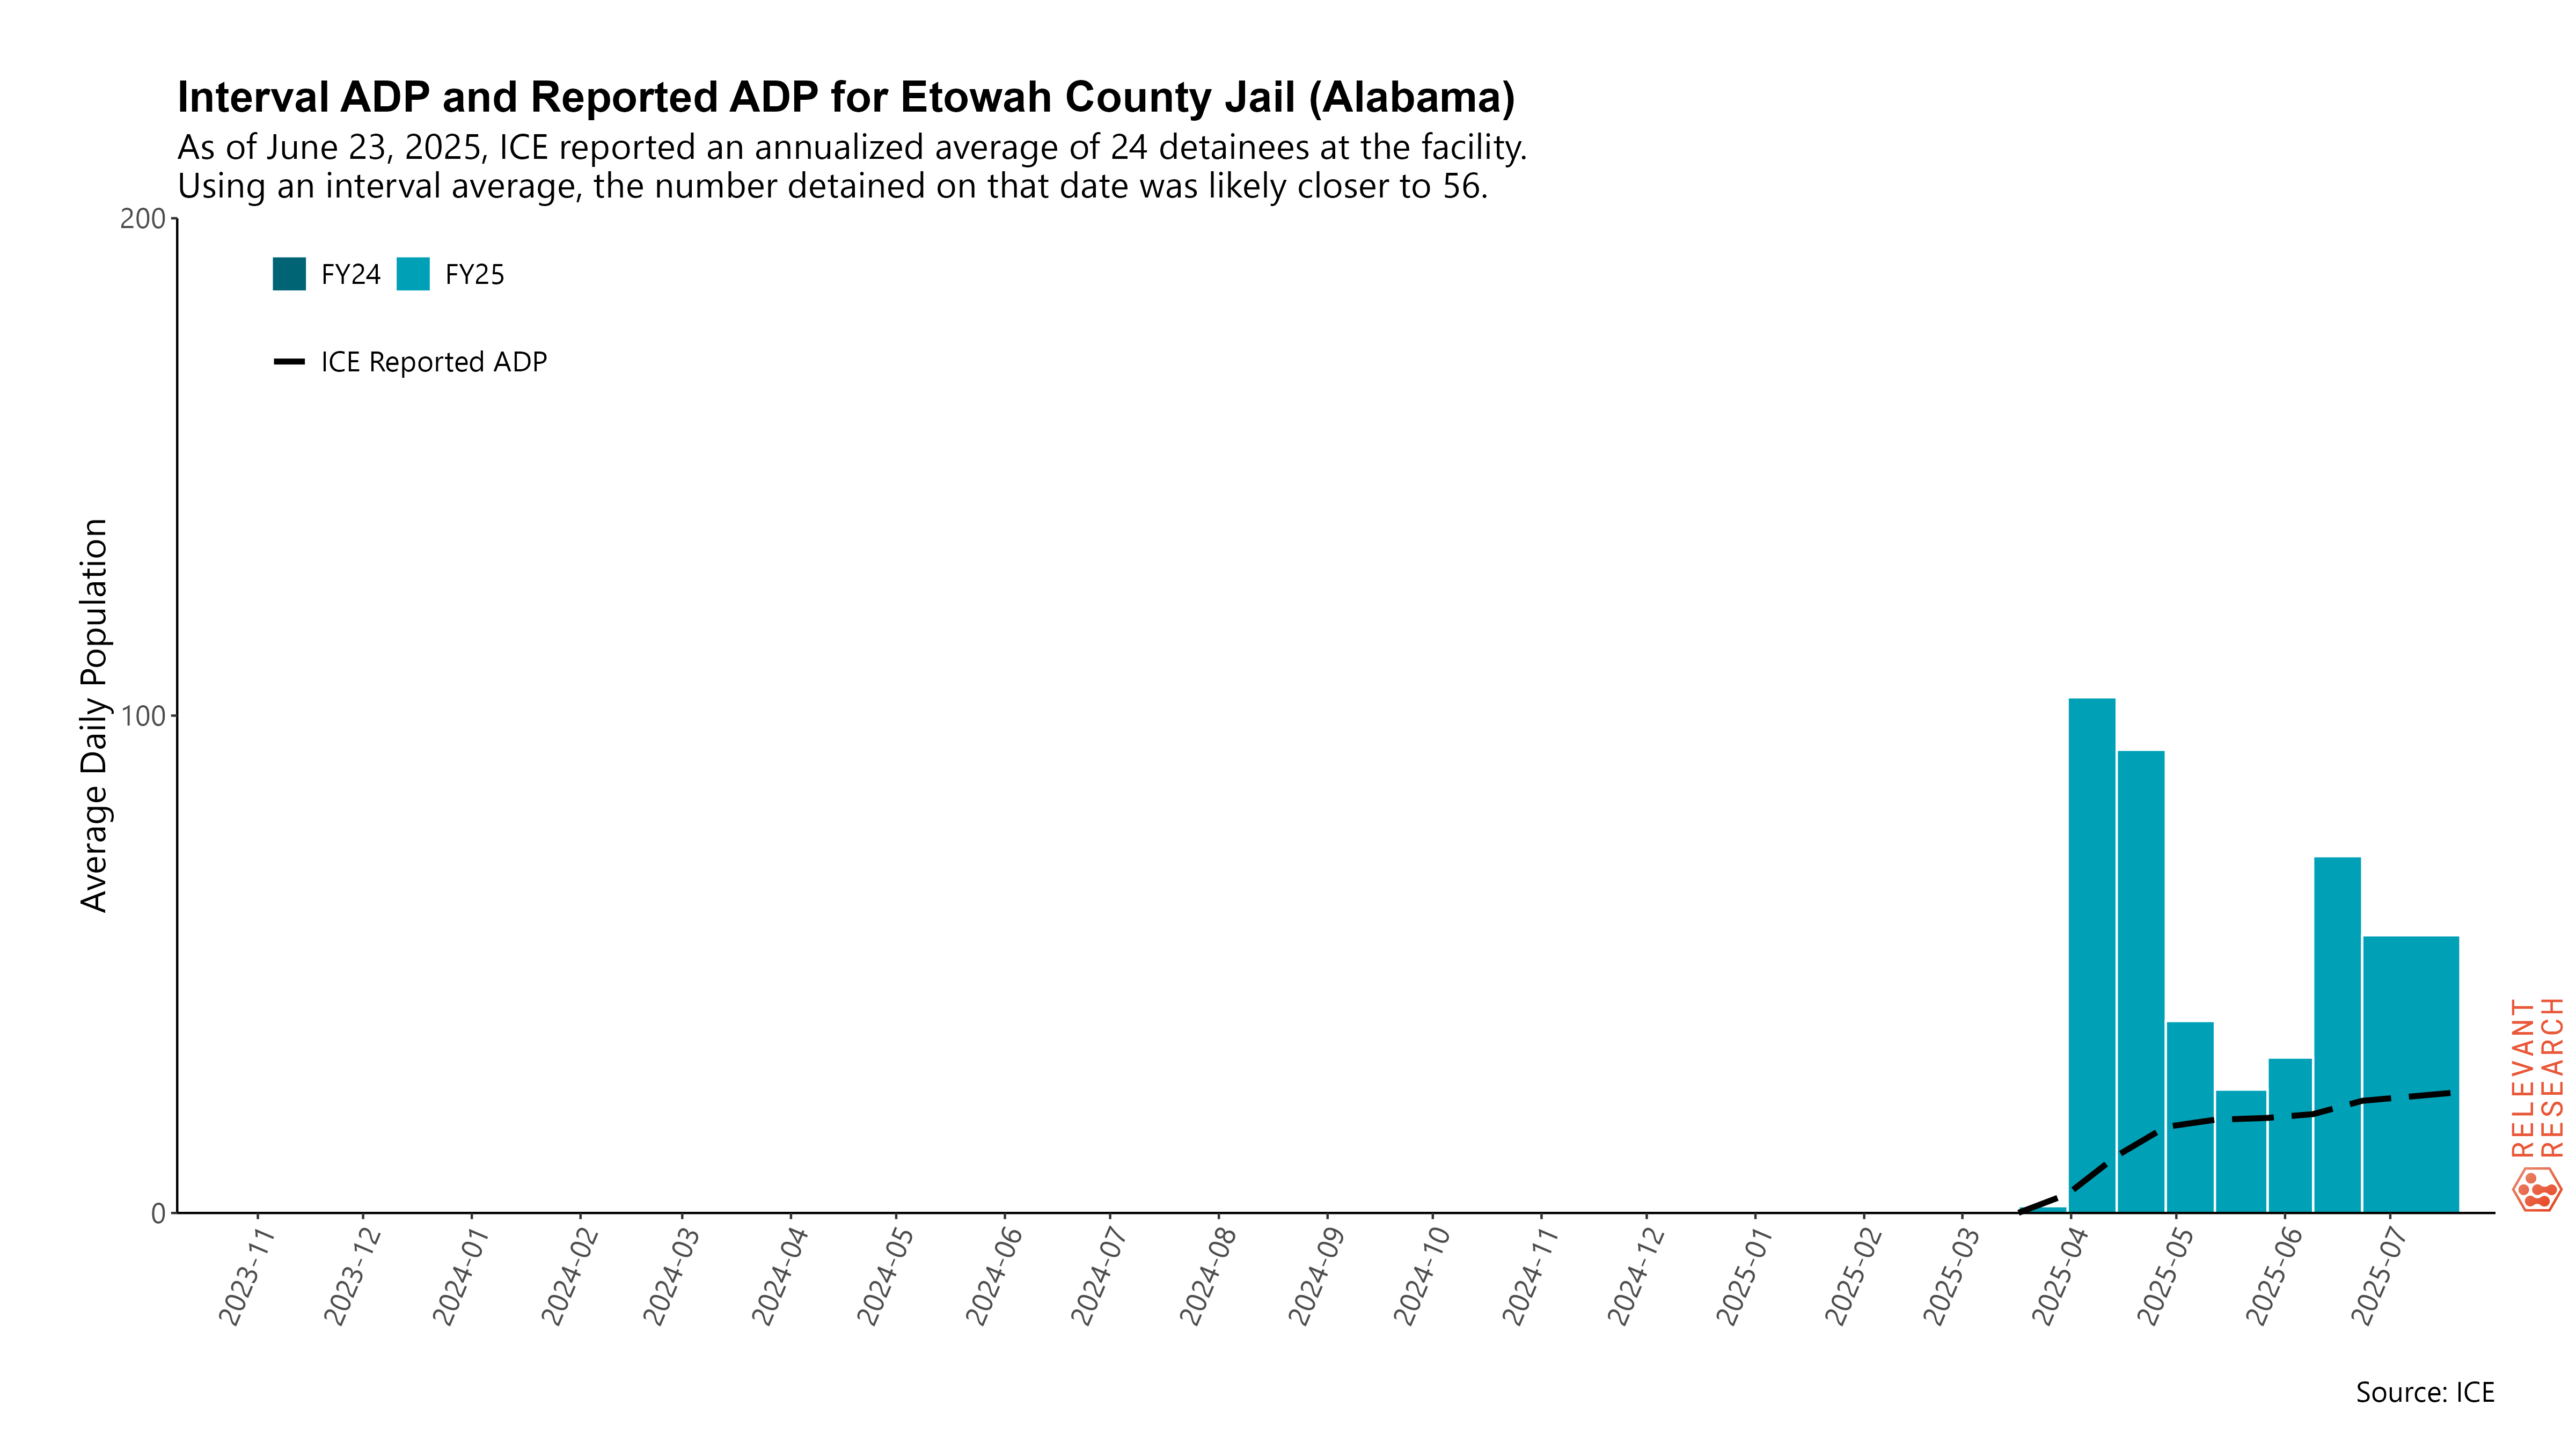 Interval ADP and Reported ADP for Etowah County Jail (Alabama)
As of June 23, 2025, ICE reported an annualized average of 24 detainees at the facility.
Using an interval average, the number detained on that date was likely closer to 56.
200
FY24 FY25
ICE Reported ADP
Average Daily Population
100
0
2023-11 2023-12 2024-01 2024-02 2024-03 2024-04 2024-05 2024-06 2024-07 2024-08 2024-09 2024-10 2024-11 2024-12 2025-01 2025-02 2025-03 2025-04 2025-05 2025-06 2025-07
RELEVANT
RESEARCH
Source: ICE